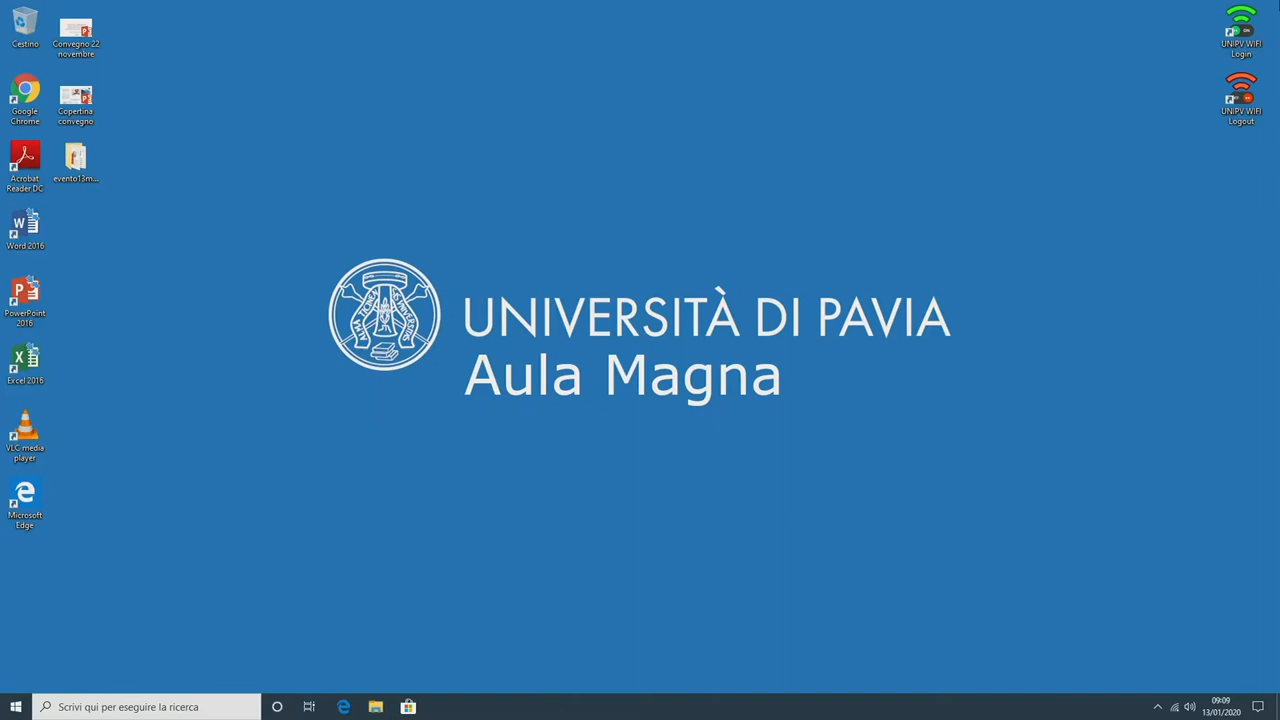 Cestino
Convegno 22
novembre
Google
Chrome
Copertina
convegno
Acrobat
Reader DC
evento13m...
Word 2016
PowerPoint
2016
Excel 2016
VLC media
player
Microsoft
Edge
UNIPV WIFI
Login
UNIPV WIFI
Logout
UNIVERSITÀ DI PAVIA
Aula Magna
Scrivi qui per eseguire la ricerca
09:09
13/01/2020